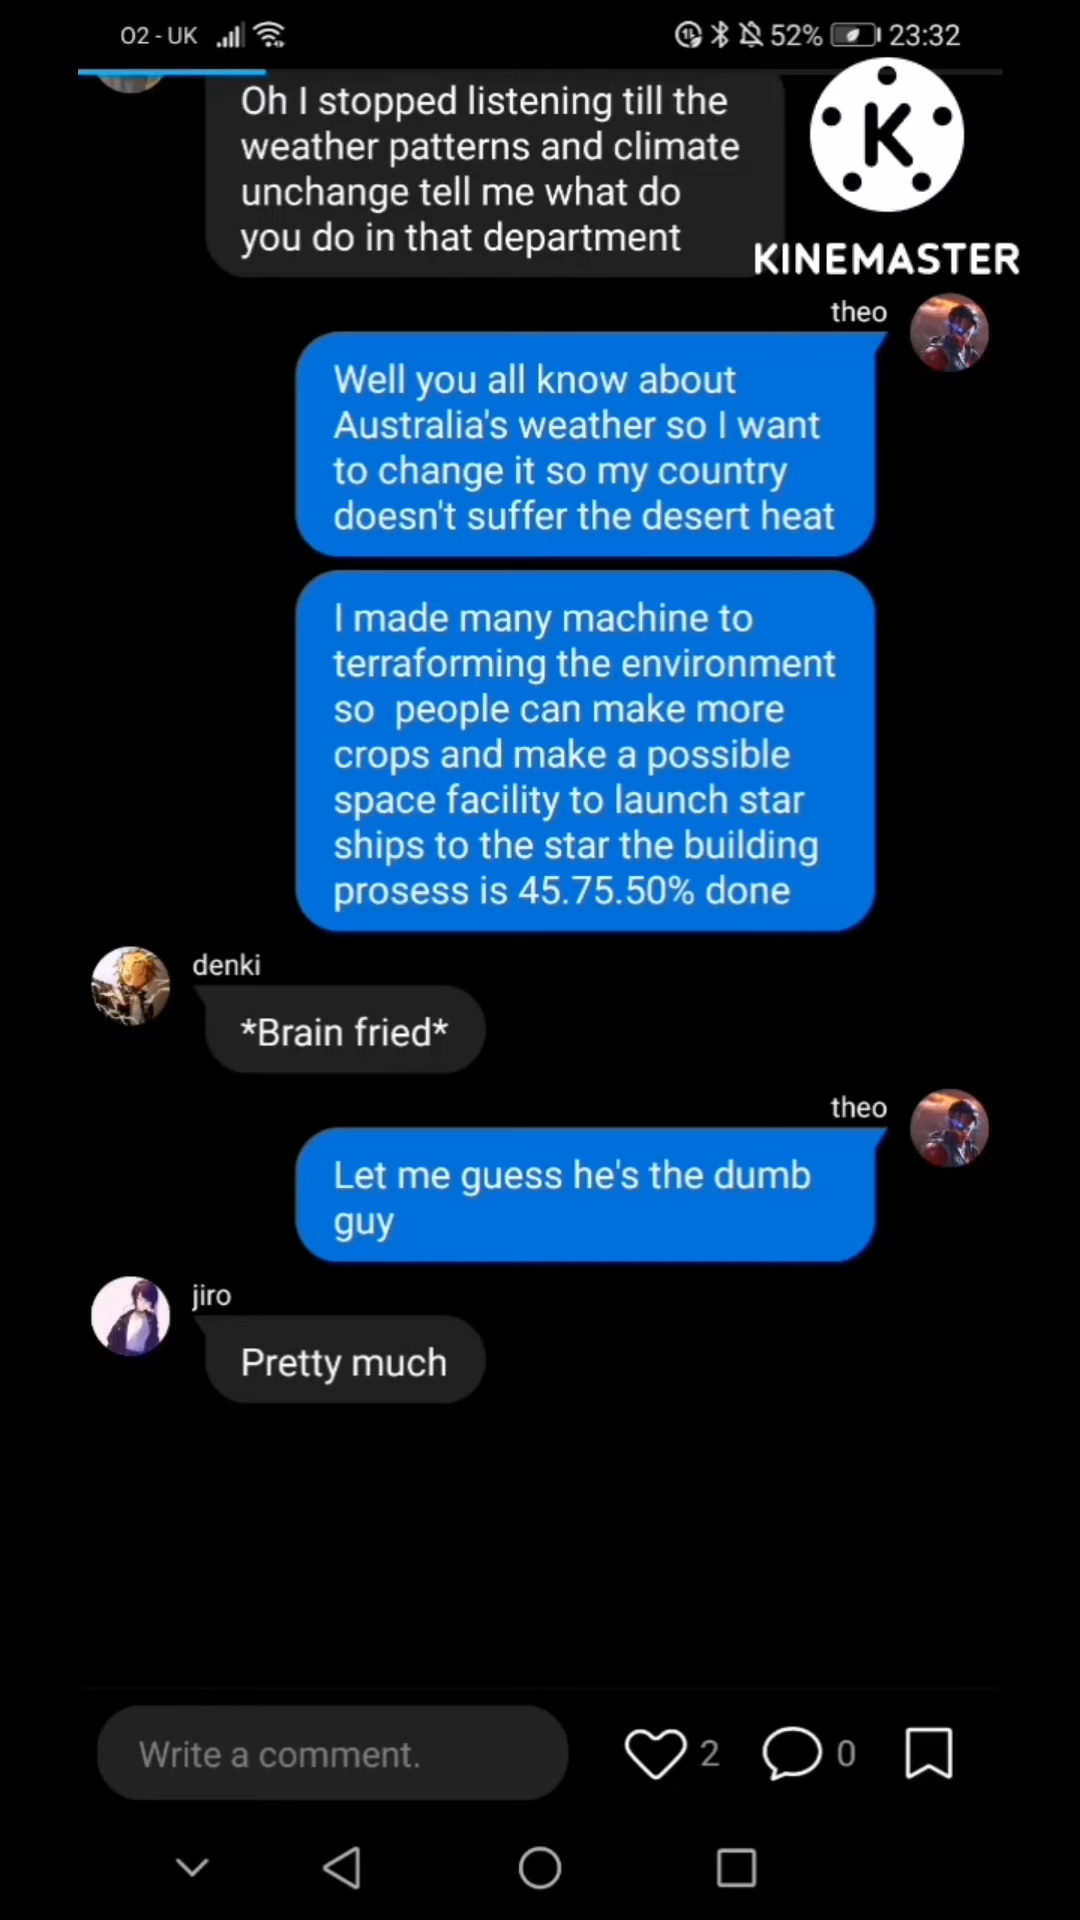 O2 - UK 52% 23:32
Oh I stopped listening till the
weather patterns and climate
unchange tell me what do
you do in that department
K
KINEMASTER
theo
Well you all know about
Australia's weather so I want
to change it so my country
doesn't suffer the desert heat
I made many machine to
terraforming the environment
so  people can make more
crops and make a possible
space facility to launch star
ships to the star the building
prosess is 45.75.50% done
denki
*Brain fried*
theo
Let me guess he's the dumb
guy
jiro
Pretty much
Write a comment.
2
0